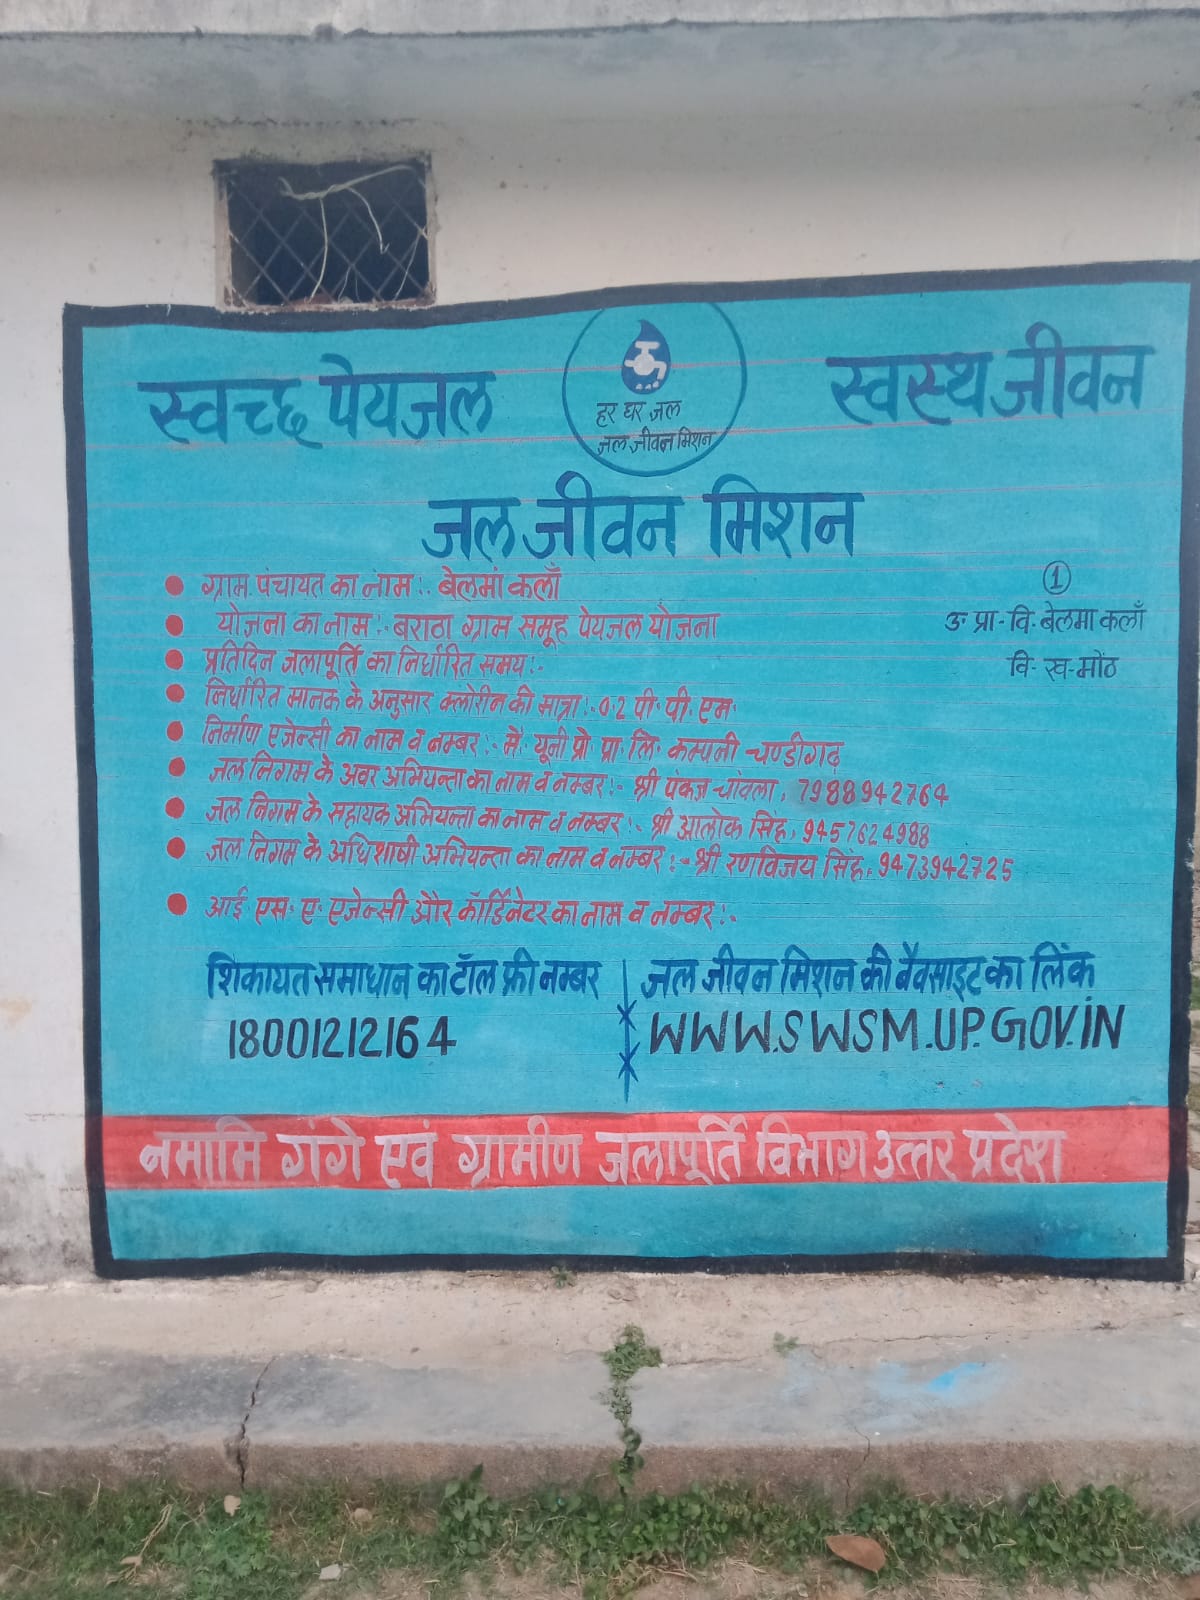 स्वच्छ पेयजल
हर घर जल
जल जीवन मिशन
स्वस्थ जीवन
जल जीवन मिशन
ग्राम पंचायत का नाम:- बेलमां कलाँ
योजना का नाम:- बराठा ग्राम समूह पेयजल योजना
प्रतिदिन जलापूर्ति का निर्धारित समय:-
निर्धारित मानक के अनुसार क्लोरीन की मात्रा:- 0.2 पी. पी. एम.
निर्माण एजेन्सी का नाम व नम्बर:- मे. यूनी प्रो प्रा. लि. कम्पनी चण्डीगढ़
जल निगम के अवर अभियन्ता का नाम व नम्बर:- श्री पंकज चांवला, 7988942764
जल निगम के सहायक अभियन्ता का नाम व नम्बर:- श्री आलोक सिंह, 9457624988
जल निगम के अधिशाषी अभियन्ता का नाम व नम्बर:- श्री रणविजय सिंह, 9473942725
आई. एस. ए. एजेन्सी और कॉर्डिनेटर का नाम व नम्बर:-
1
उ. प्रा. वि. बेलमा कलाँ
वि. ख. मोंठ
शिकायत समाधान का टॉल फ्री नम्बर
18001212164
जल जीवन मिशन की वैवसाइट का लिंक
WWW.SWSM.UP.GOV.iN
नमामि गंगे एवं ग्रामीण जलापूर्ति विभाग उत्तर प्रदेश